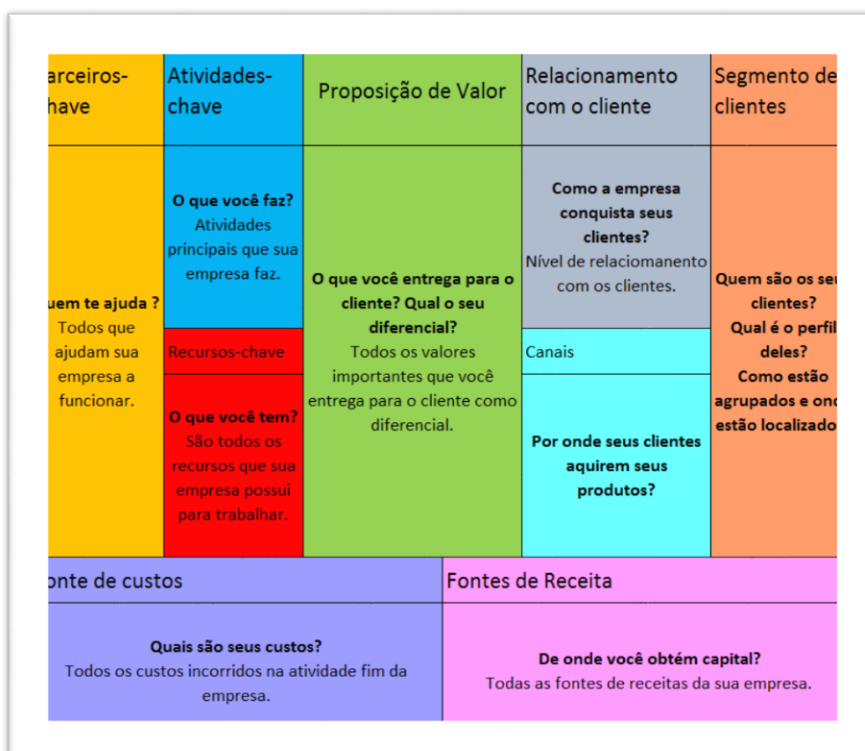 arceiros-
have
uem te ajuda ?
Todos que
ajudam sua
empresa a
funcionar.
Atividades-
chave
O que você faz?
Atividades
principais que sua
empresa faz.
Recursos-chave
O que você tem?
São todos os
recursos que sua
empresa possui
para trabalhar.
Proposição de Valor
O que você entrega para o
cliente? Qual o seu
diferencial?
Todos os valores
importantes que você
entrega para o cliente como
diferencial.
Relacionamento
com o cliente
Como a empresa
conquista seus
clientes?
Nível de relaciomanento
com os clientes.
Canais
Por onde seus clientes
aquirem seus
produtos?
Segmento de
clientes
Quem são os seu
clientes?
Qual é o perfil
deles?
Como estão
agrupados e ond
estão localizado
onte de custos
Quais são seus custos?
Todos os custos incorridos na atividade fim da
empresa.
Fontes de Receita
De onde você obtém capital?
Todas as fontes de receitas da sua empresa.